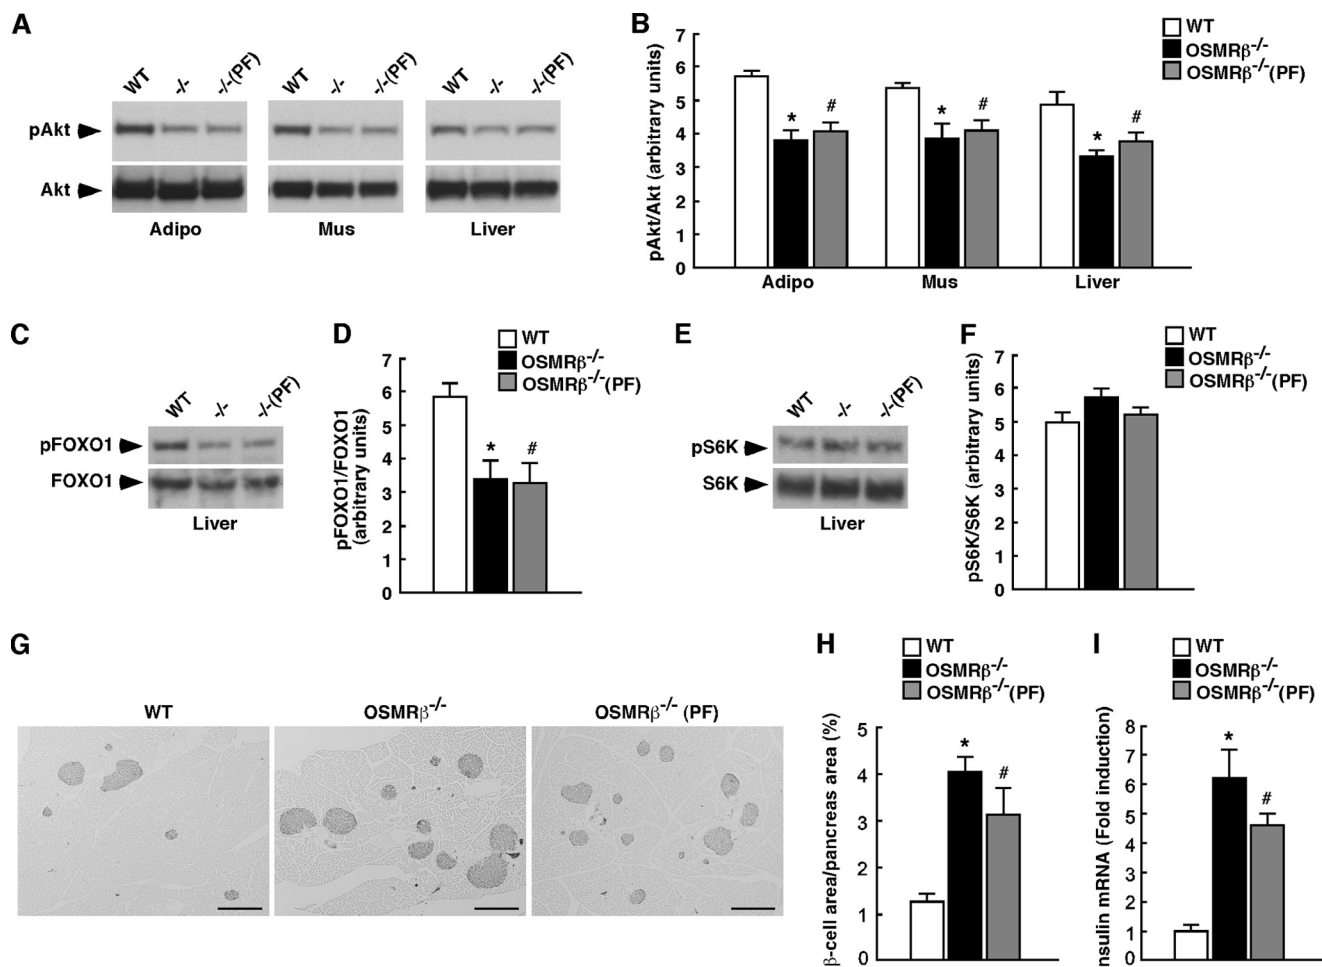 A
WT -/- -/-(PF) WT -/- -/-(PF) WT -/- -/-(PF)
pAkt
Akt
Adipo Mus Liver
B
WT
OSMRβ-/-
OSMRβ-/-(PF)
pAkt/Akt (arbitrary units)
7
6
5
4
3
2
1
0
* # * # * #
Adipo Mus Liver
C
WT -/- -/-(PF)
pFOXO1
FOXO1
Liver
D
WT
OSMRβ-/-
OSMRβ-/-(PF)
pFOXO1/FOXO1
(arbitrary units)
7
6
5
4
3
2
1
0
* #
E
WT -/- -/-(PF)
pS6K
S6K
Liver
F
WT
OSMRβ-/-
OSMRβ-/-(PF)
pS6K/S6K (arbitrary units)
7
6
5
4
3
2
1
0
G
WT OSMRβ-/- OSMRβ-/- (PF)
H
WT
OSMRβ-/-
OSMRβ-/-(PF)
β-cell area/pancreas area (%)
5
4
3
2
1
0
* #
I
WT
OSMRβ-/-
OSMRβ-/-(PF)
nsulin mRNA (Fold induction)
8
7
6
5
4
3
2
1
0
* #